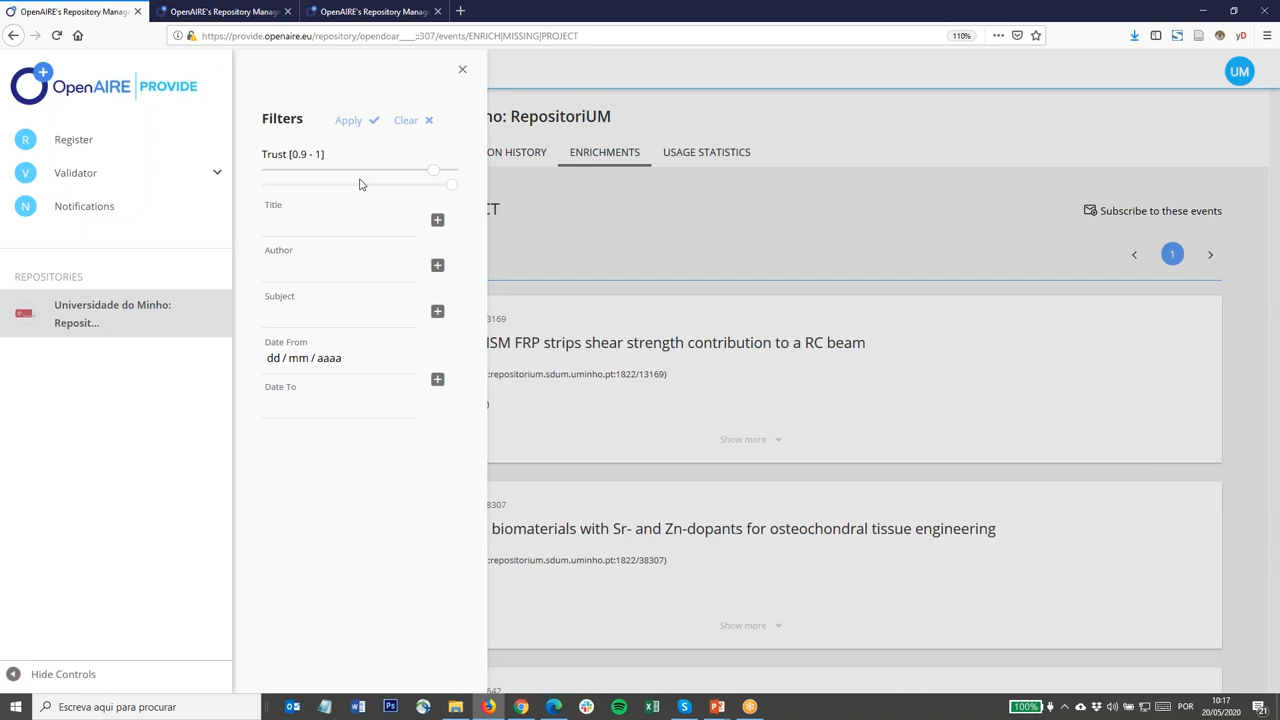 OpenAIRE's Repository Manag
OpenAIRE's Repository Manag
OpenAIRE's Repository Manag
https://provide.openaire.eu/repository/opendoar____::307/events/ENRICH|MISSING|PROJECT
110%
OpenAIRE PROVIDE
UM
R Register
V Validator
N Notifications
REPOSITORIES
Universidade do Minho:
Reposit...
Hide Controls
Filters
Apply
Clear
Trust [0.9 - 1]
Title
Author
Subject
Date From
dd / mm / aaaa
Date To
ho: RepositoriUM
ON HISTORY
ENRICHMENTS
USAGE STATISTICS
CT
Subscribe to these events
1
3169
ISM FRP strips shear strength contribution to a RC beam
:repositorium.sdum.uminho.pt:1822/13169)
)
Show more
8307
biomaterials with Sr- and Zn-dopants for osteochondral tissue engineering
:repositorium.sdum.uminho.pt:1822/38307)
Show more
642
Escreva aqui para procurar
100%
POR
10:17
20/05/2020
21